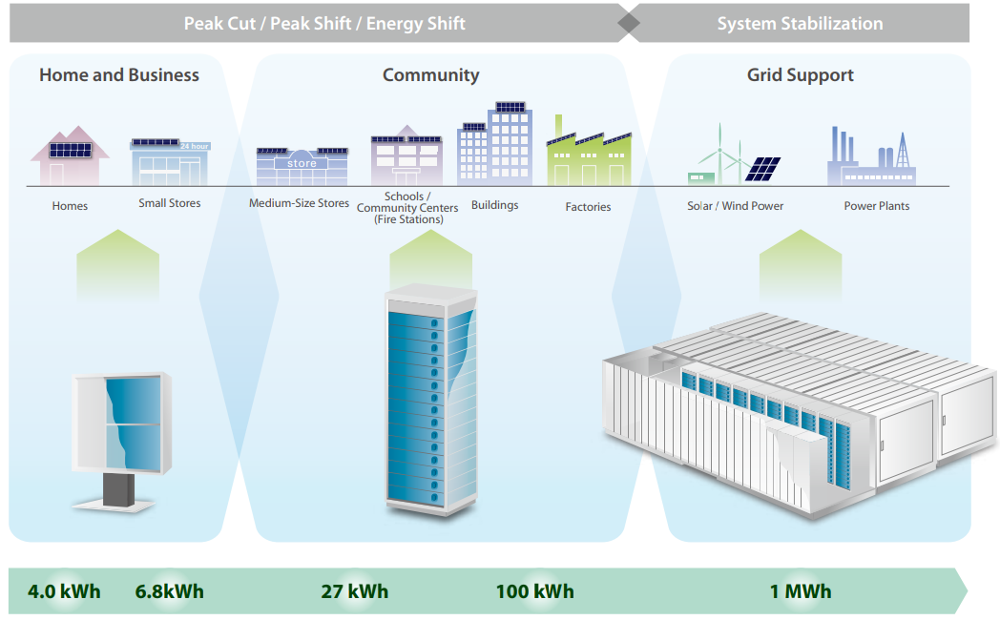 Peak Cut / Peak Shift / Energy Shift
System Stabilization
Home and Business
Community
Grid Support
24 hour
store
Homes
Small Stores
Medium-Size Stores
Schools /
Community Centers
(Fire Stations)
Buildings
Factories
Solar / Wind Power
Power Plants
4.0 kWh
6.8kWh
27 kWh
100 kWh
1 MWh